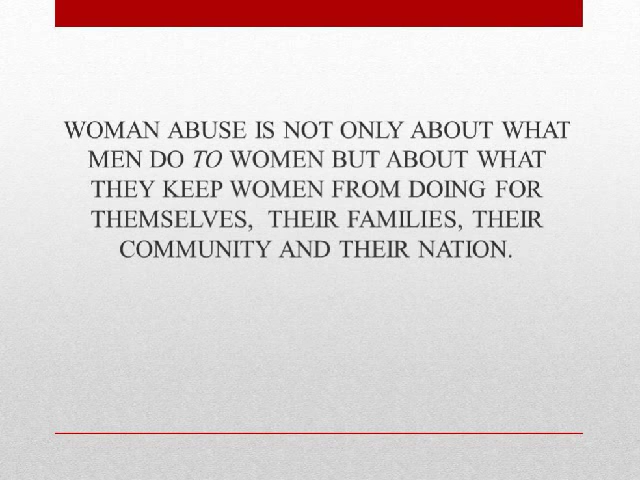 WOMAN ABUSE IS NOT ONLY ABOUT WHAT
MEN DO TO WOMEN BUT ABOUT WHAT
THEY KEEP WOMEN FROM DOING FOR
THEMSELVES, THEIR FAMILIES, THEIR
COMMUNITY AND THEIR NATION.